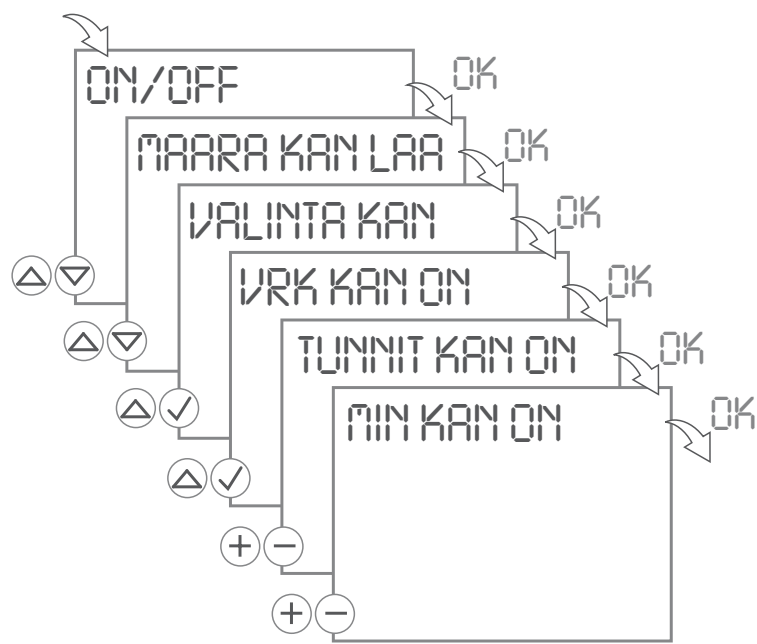 ON/OFF
OK
MAARA KAN LAA
OK
VALINTA KAN
OK
VRK KAN ON
OK
TUNNIT KAN ON
OK
MIN KAN ON
OK